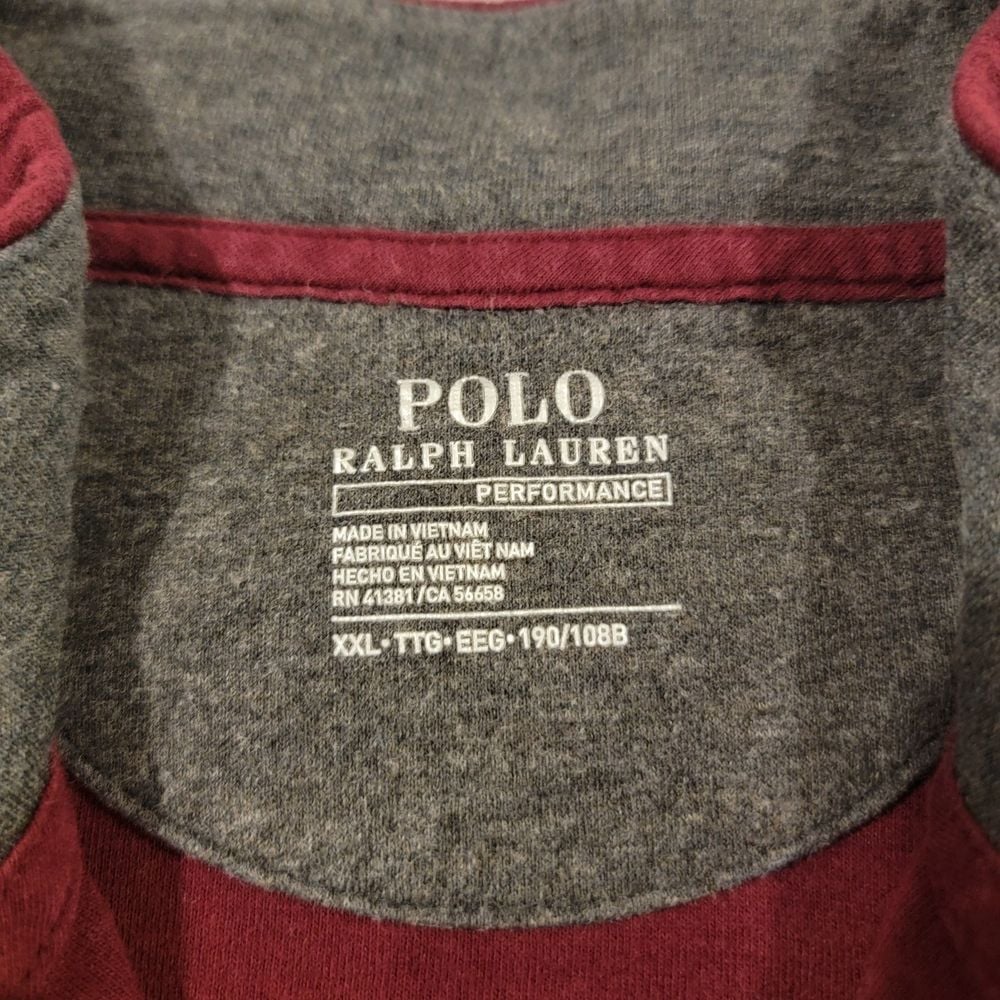 POLO
RALPH LAUREN
PERFORMANCE
MADE IN VIETNAM
FABRIQUÉ AU VIÊT NAM
HECHO EN VIETNAM
RN 41381/CA 56658
XXL•TTG•EEG•190/108B